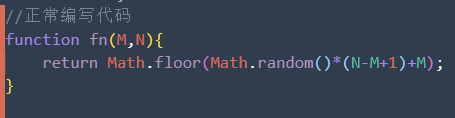 //正常编写代码
function fn(M,N){
    return Math.floor(Math.random()*(N-M+1)+M);
}